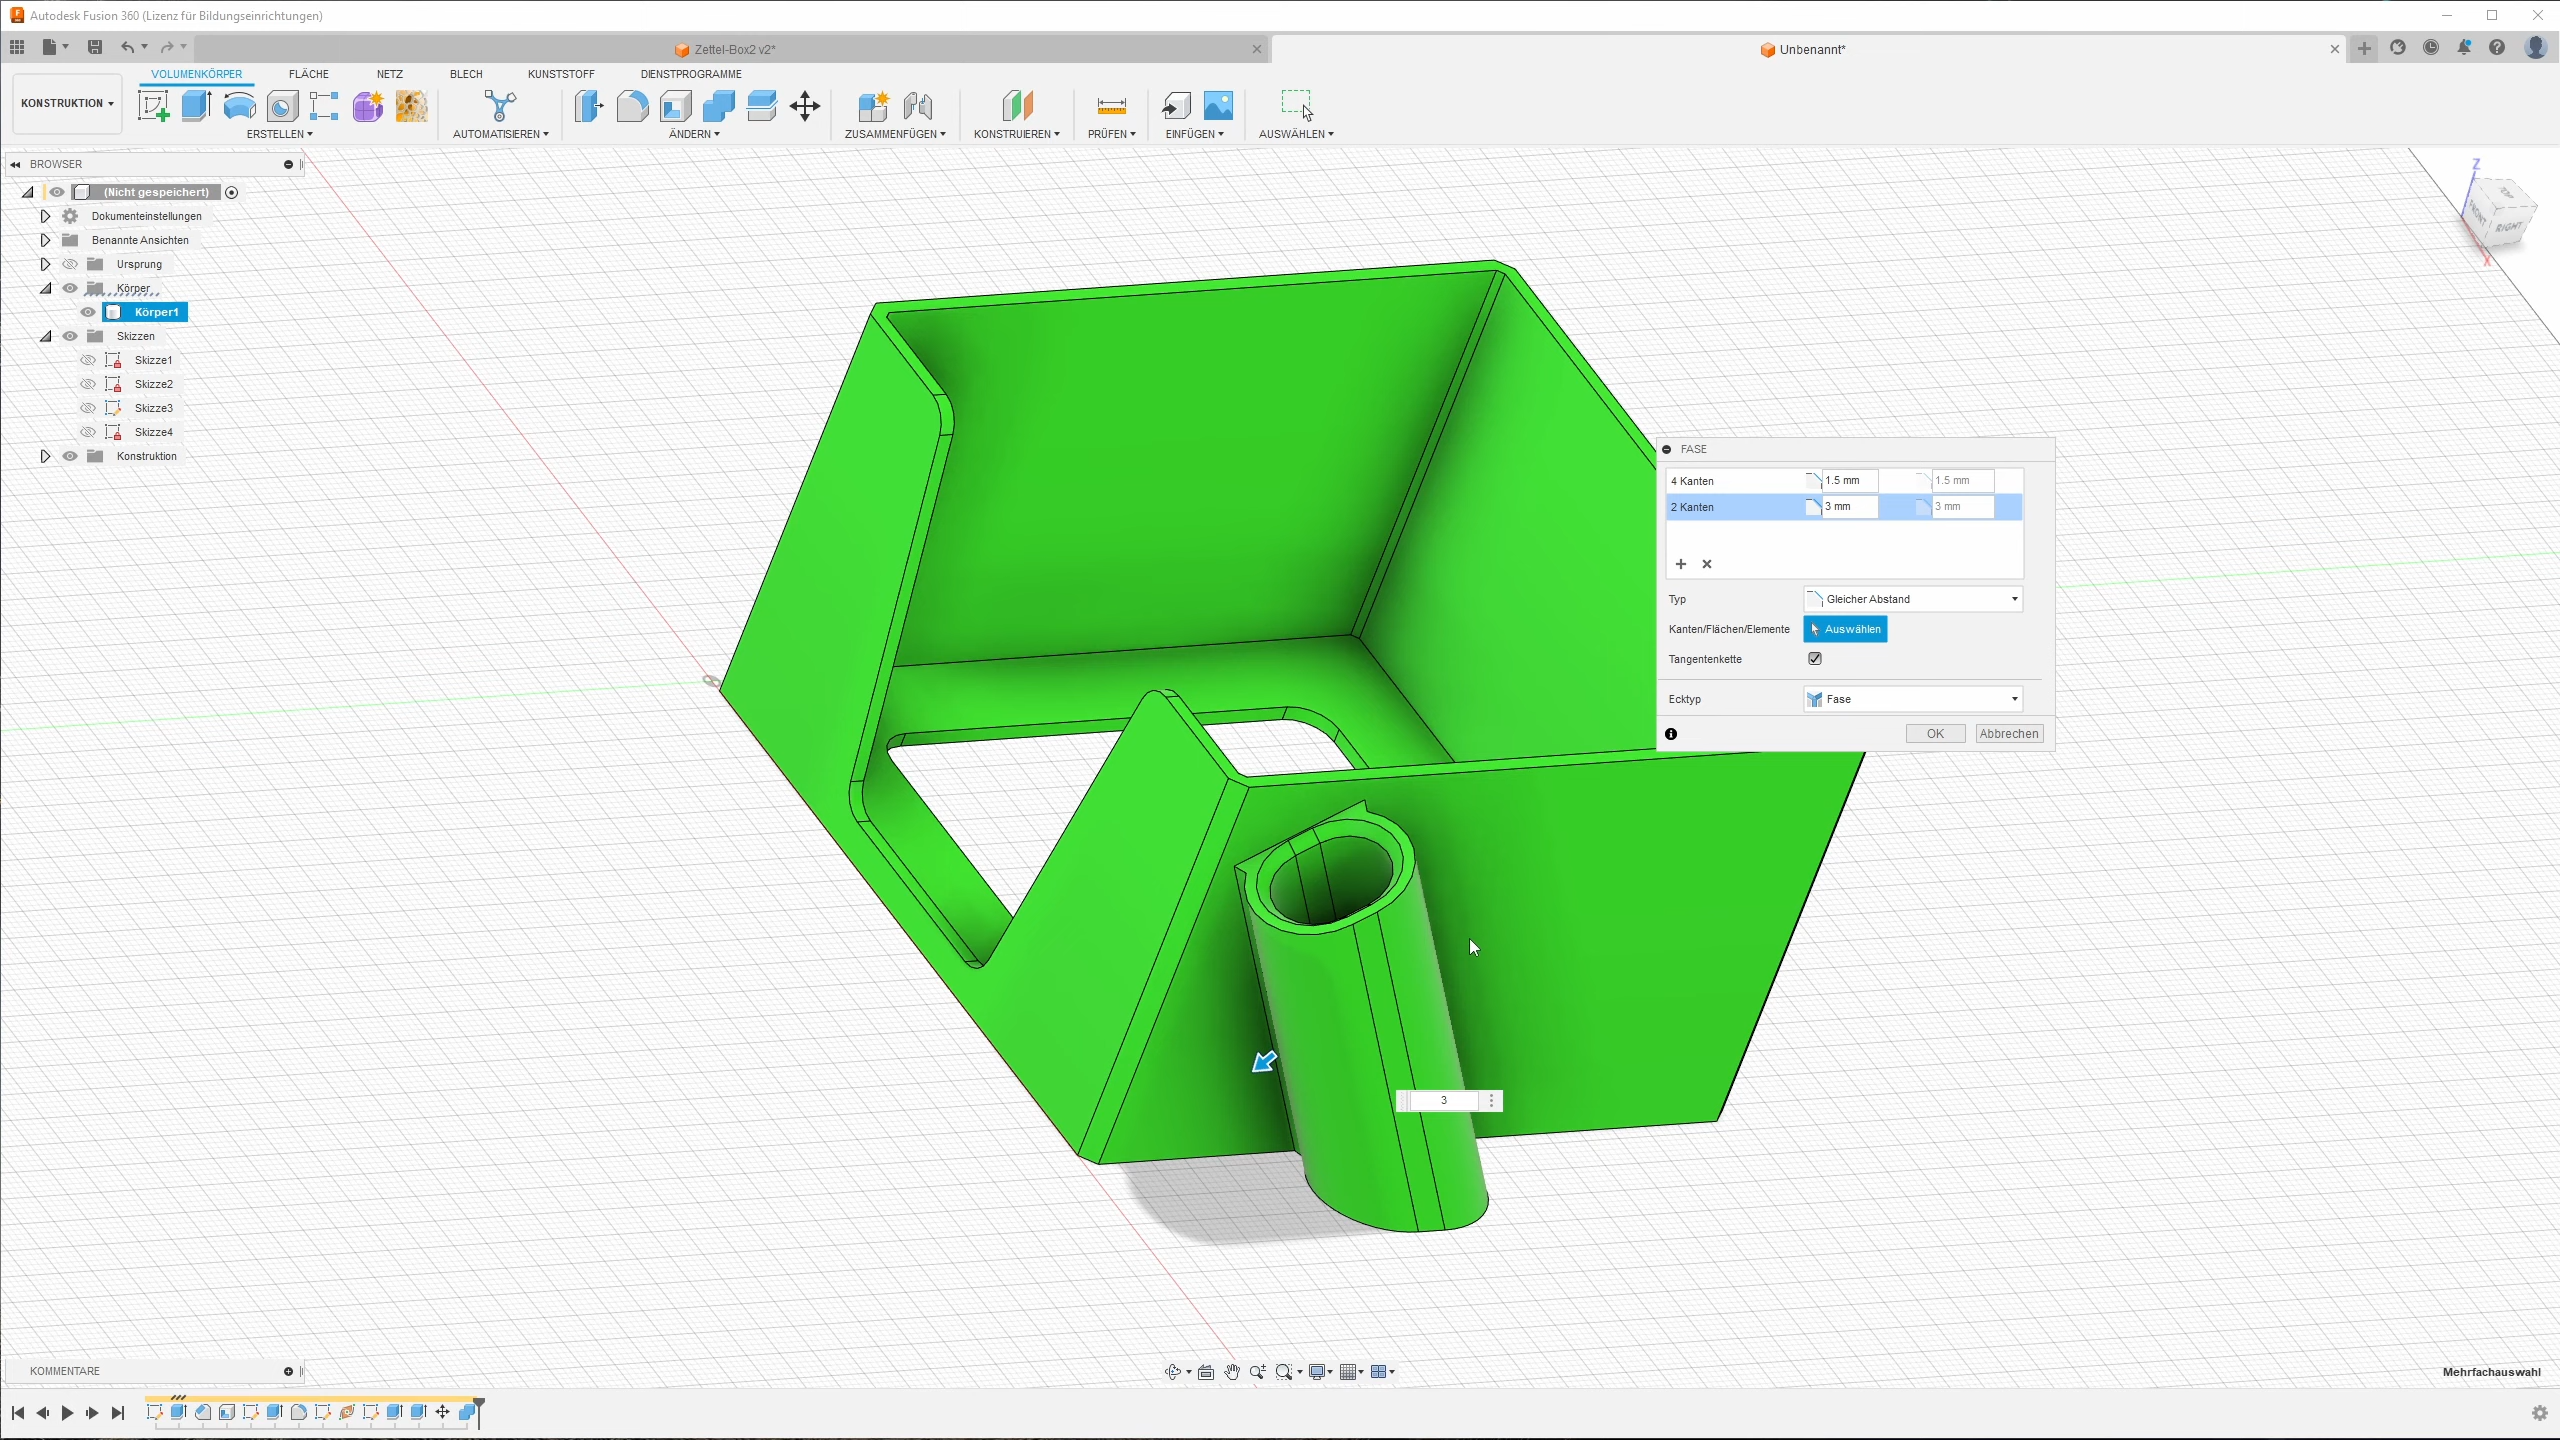 Autodesk Fusion 360 (Lizenz für Bildungseinrichtungen)
Zettel-Box2 v2*
Unbenannt*
KONSTRUKTION
VOLUMENKÖRPER
FLÄCHE
NETZ
BLECH
KUNSTSTOFF
DIENSTPROGRAMME
ERSTELLEN
AUTOMATISIEREN
ÄNDERN
ZUSAMMENFÜGEN
KONSTRUIEREN
PRÜFEN
EINFÜGEN
AUSWÄHLEN
BROWSER
(Nicht gespeichert)
Dokumenteinstellungen
Benannte Ansichten
Ursprung
Körper
Körper1
Skizzen
Skizze1
Skizze2
Skizze3
Skizze4
Konstruktion
Z
TOP
FRONT
RIGHT
X
FASE
4 Kanten 1.5 mm 1.5 mm
2 Kanten 3 mm 3 mm
Typ Gleicher Abstand
Kanten/Flächen/Elemente Auswählen
Tangentenkette
Ecktyp Fase
OK Abbrechen
3
KOMMENTARE
Mehrfachauswahl